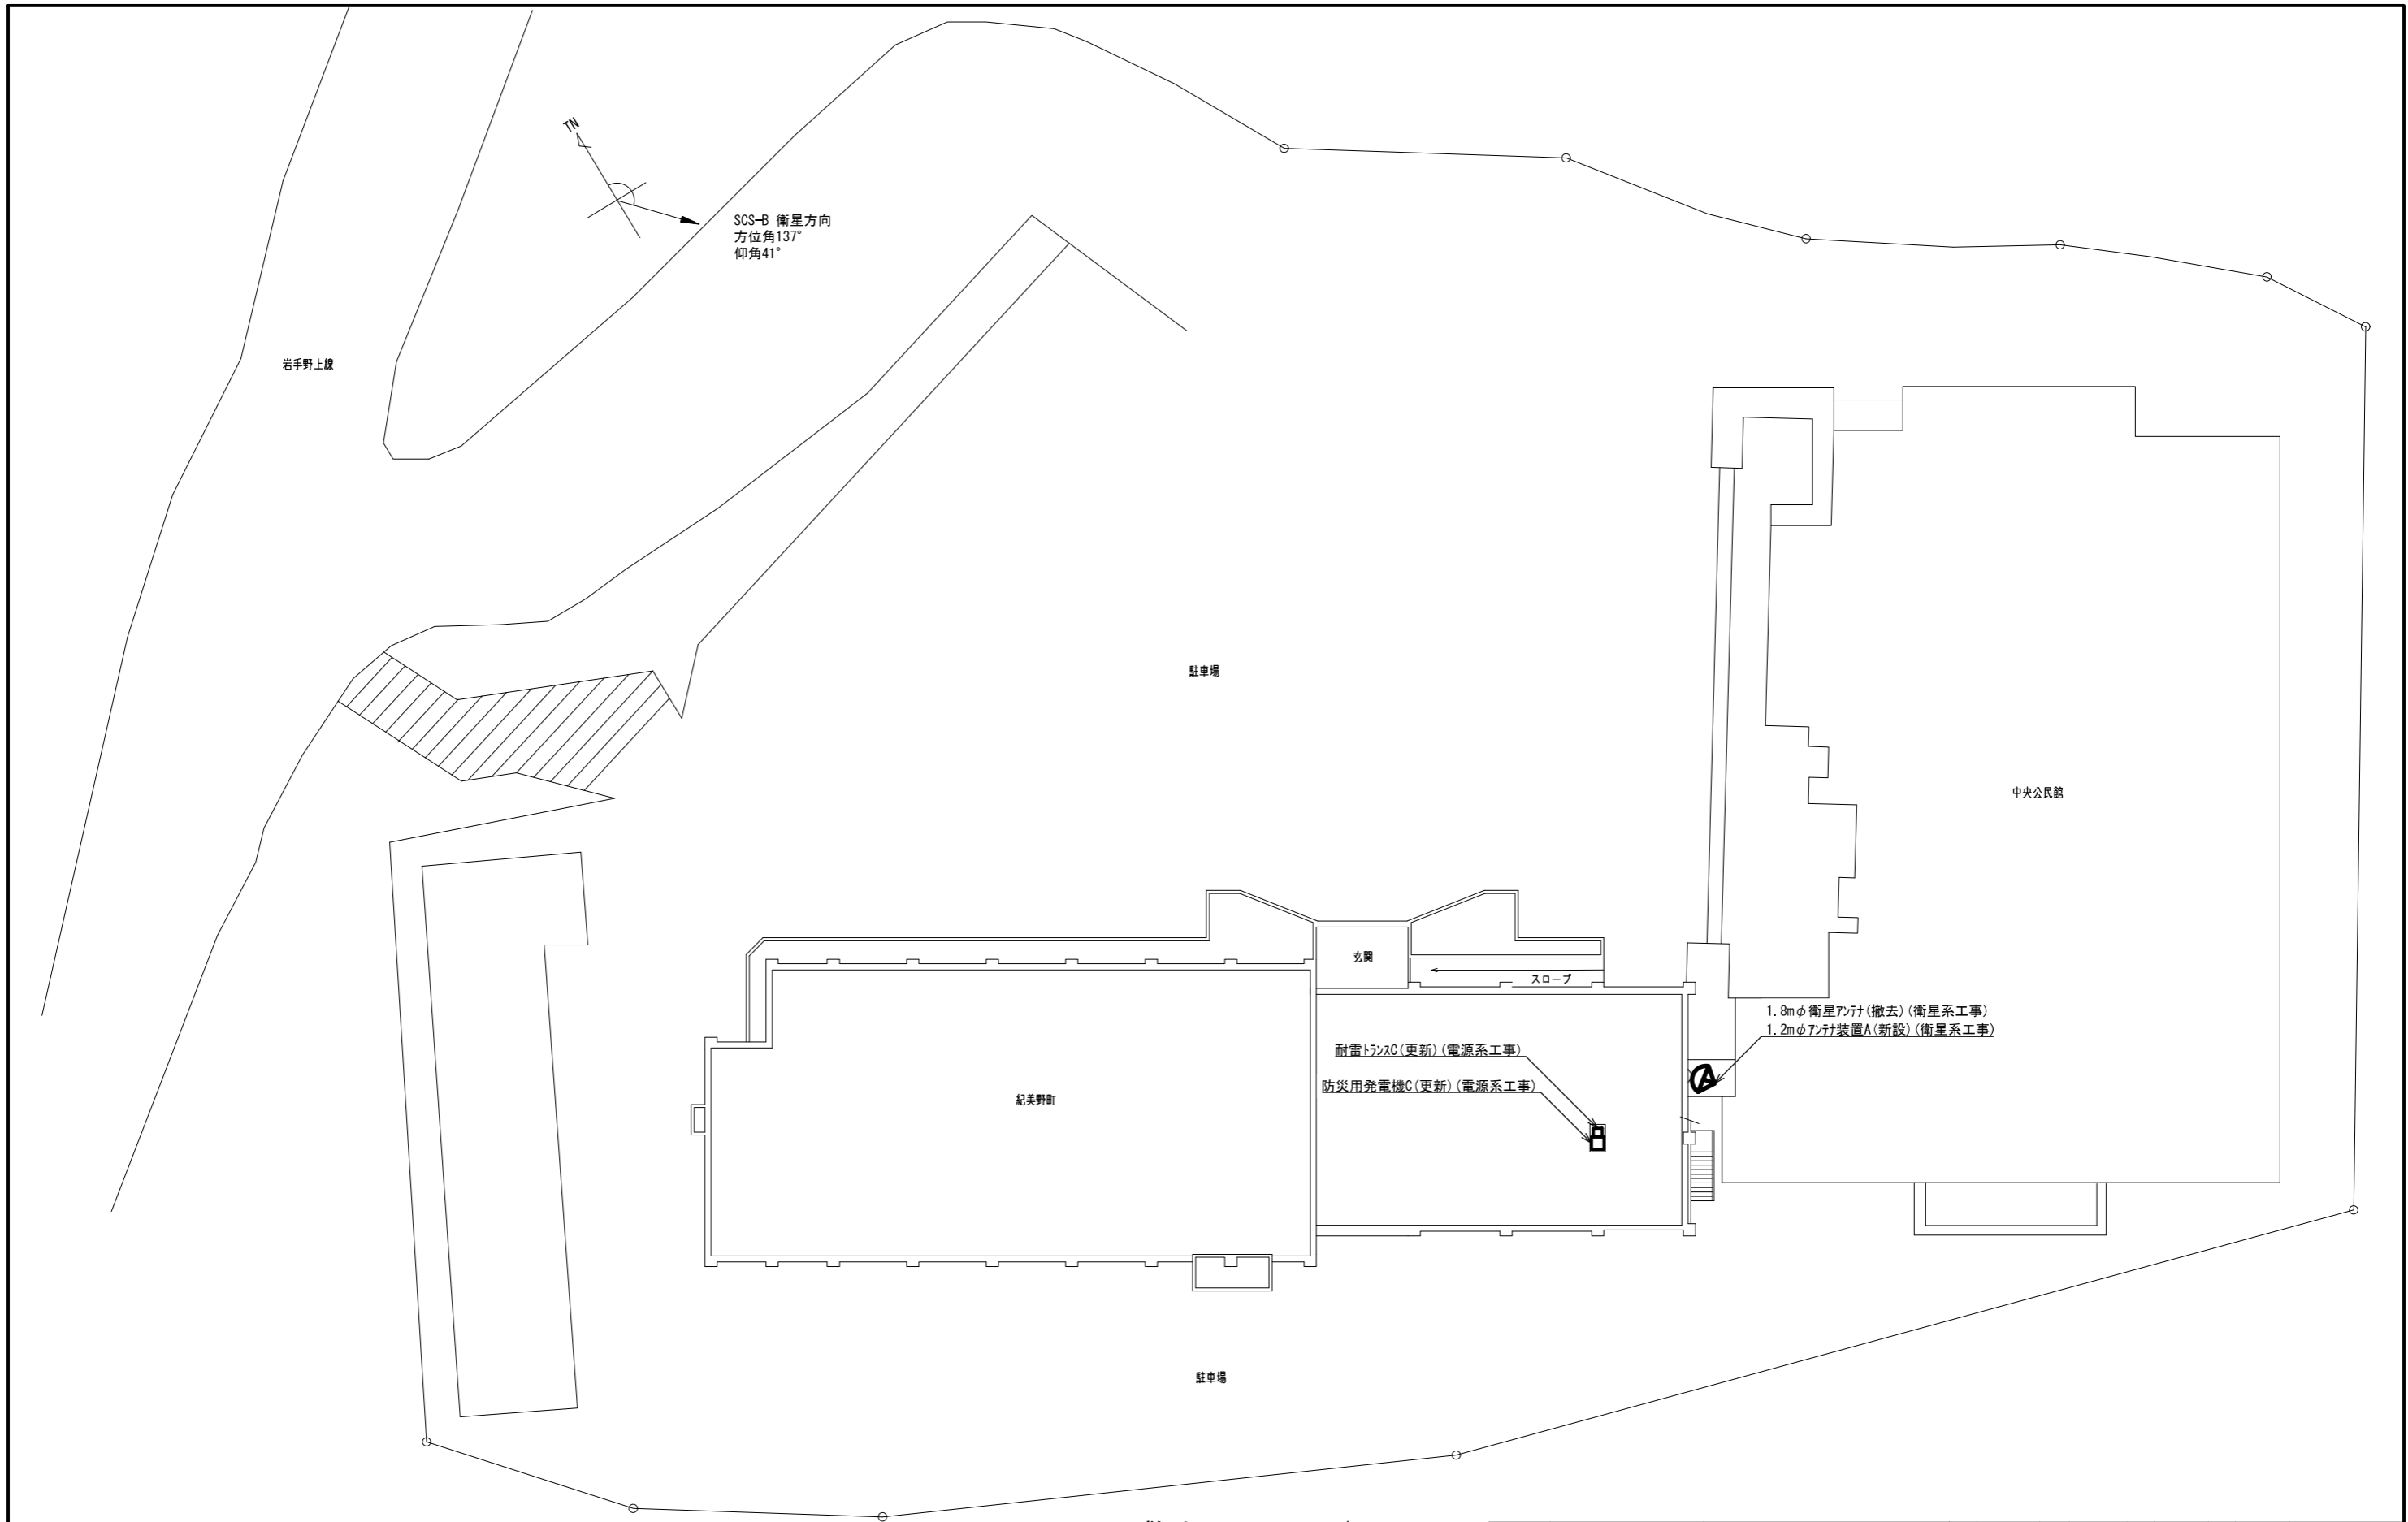 TN
SCS-B 衛星方向
方位角137°
仰角41°
岩手野上線
駐車場
中央公民館
玄関
スロープ
1.8mφ衛星ｱﾝﾃﾅ(撤去)(衛星系工事)
1.2mφｱﾝﾃﾅ装置A(新設)(衛星系工事)
耐雷ﾄﾗﾝｽC(更新)(電源系工事)
防災用発電機C(更新)(電源系工事)
紀美野町
駐車場